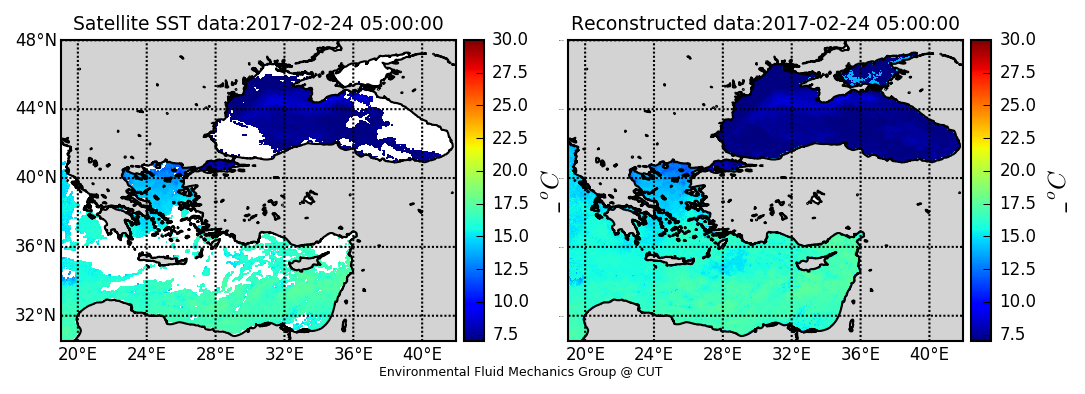 Satellite SST data:2017-02-24 05:00:00
Reconstructed data:2017-02-24 05:00:00
48°N
44°N
40°N
36°N
32°N
20°E 24°E 28°E 32°E 36°E 40°E
30.0
27.5
25.0
22.5
20.0
17.5
15.0
12.5
10.0
7.5
_ °C
20°E 24°E 28°E 32°E 36°E 40°E
30.0
27.5
25.0
22.5
20.0
17.5
15.0
12.5
10.0
7.5
_ °C
Environmental Fluid Mechanics Group @ CUT